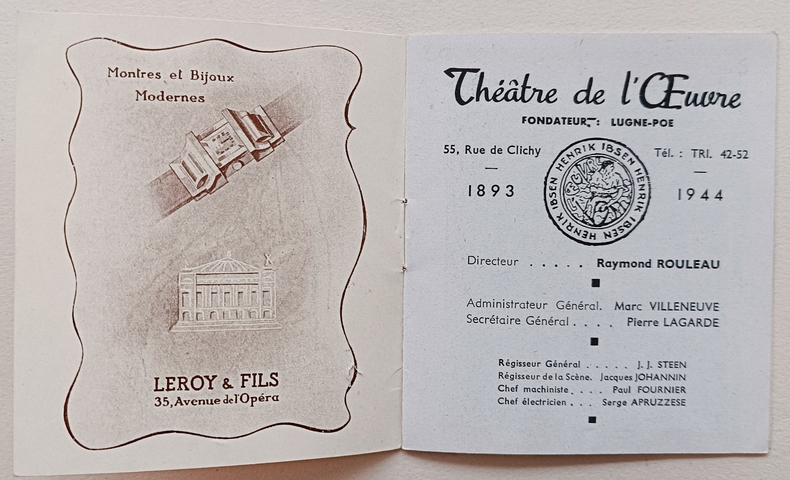 Montres et Bijoux
Modernes
LEROY & FILS
35, Avenue de l'Opéra
Théâtre de l'Œuvre
FONDATEUR : LUGNE-POE
55, Rue de Clichy
Tél. : TRI. 42-52
1893
1944
HENRIK IBSEN HENRIK IBSEN HENRIK IBSEN
Directeur . . . . . Raymond ROULEAU
Administrateur Général. Marc VILLENEUVE
Secrétaire Général . . . . Pierre LAGARDE
Régisseur Général . . . . . J. J. STEEN
Régisseur de la Scène. Jacques JOHANNIN
Chef machiniste . . . . Paul FOURNIER
Chef électricien . . . Serge APRUZZESE